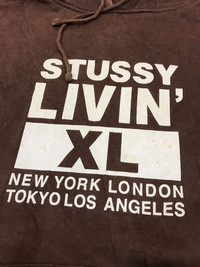 STUSSY
LIVIN'
XL
NEW YORK LONDON
TOKYO LOS ANGELES